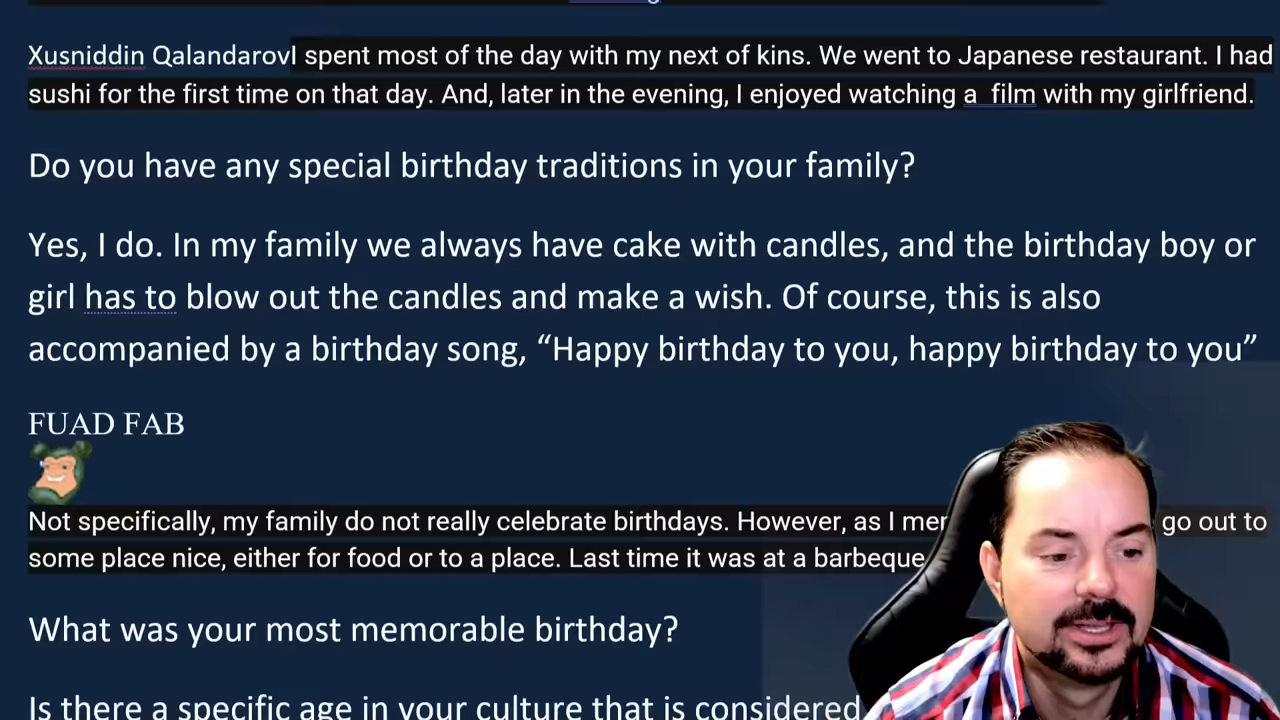 Xusniddin QalandarovI spent most of the day with my next of kins. We went to Japanese restaurant. I had
sushi for the first time on that day. And, later in the evening, I enjoyed watching a  film with my girlfriend.
Do you have any special birthday traditions in your family?
Yes, I do. In my family we always have cake with candles, and the birthday boy or
girl has to blow out the candles and make a wish. Of course, this is also
accompanied by a birthday song, “Happy birthday to you, happy birthday to you”
FUAD FAB
Not specifically, my family do not really celebrate birthdays. However, as I go out to
some place nice, either for food or to a place. Last time it was at a barbeque
What was your most memorable birthday?
Is there a specific age in your culture that is considered